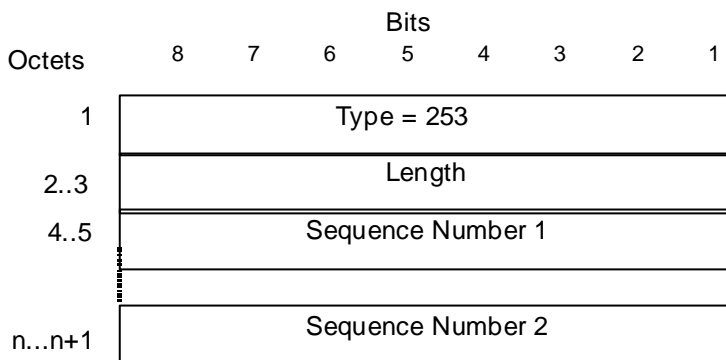 Bits
Octets 8 7 6 5 4 3 2 1
1 Type = 253
2..3 Length
4..5 Sequence Number 1
n...n+1 Sequence Number 2